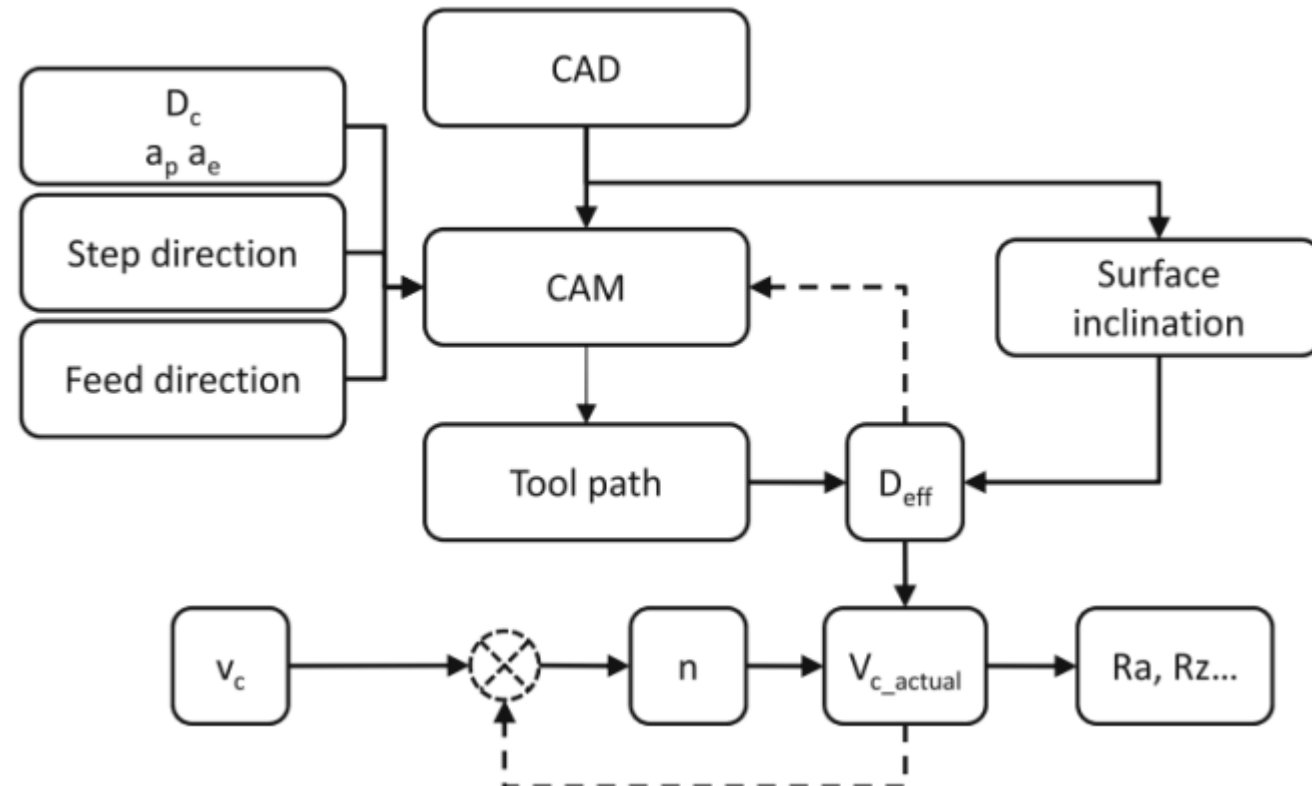 CAD
D_c
a_p a_e
Step direction
CAM
Surface
inclination
Feed direction
Tool path
D_eff
v_c
n
V_c_actual
Ra, Rz...